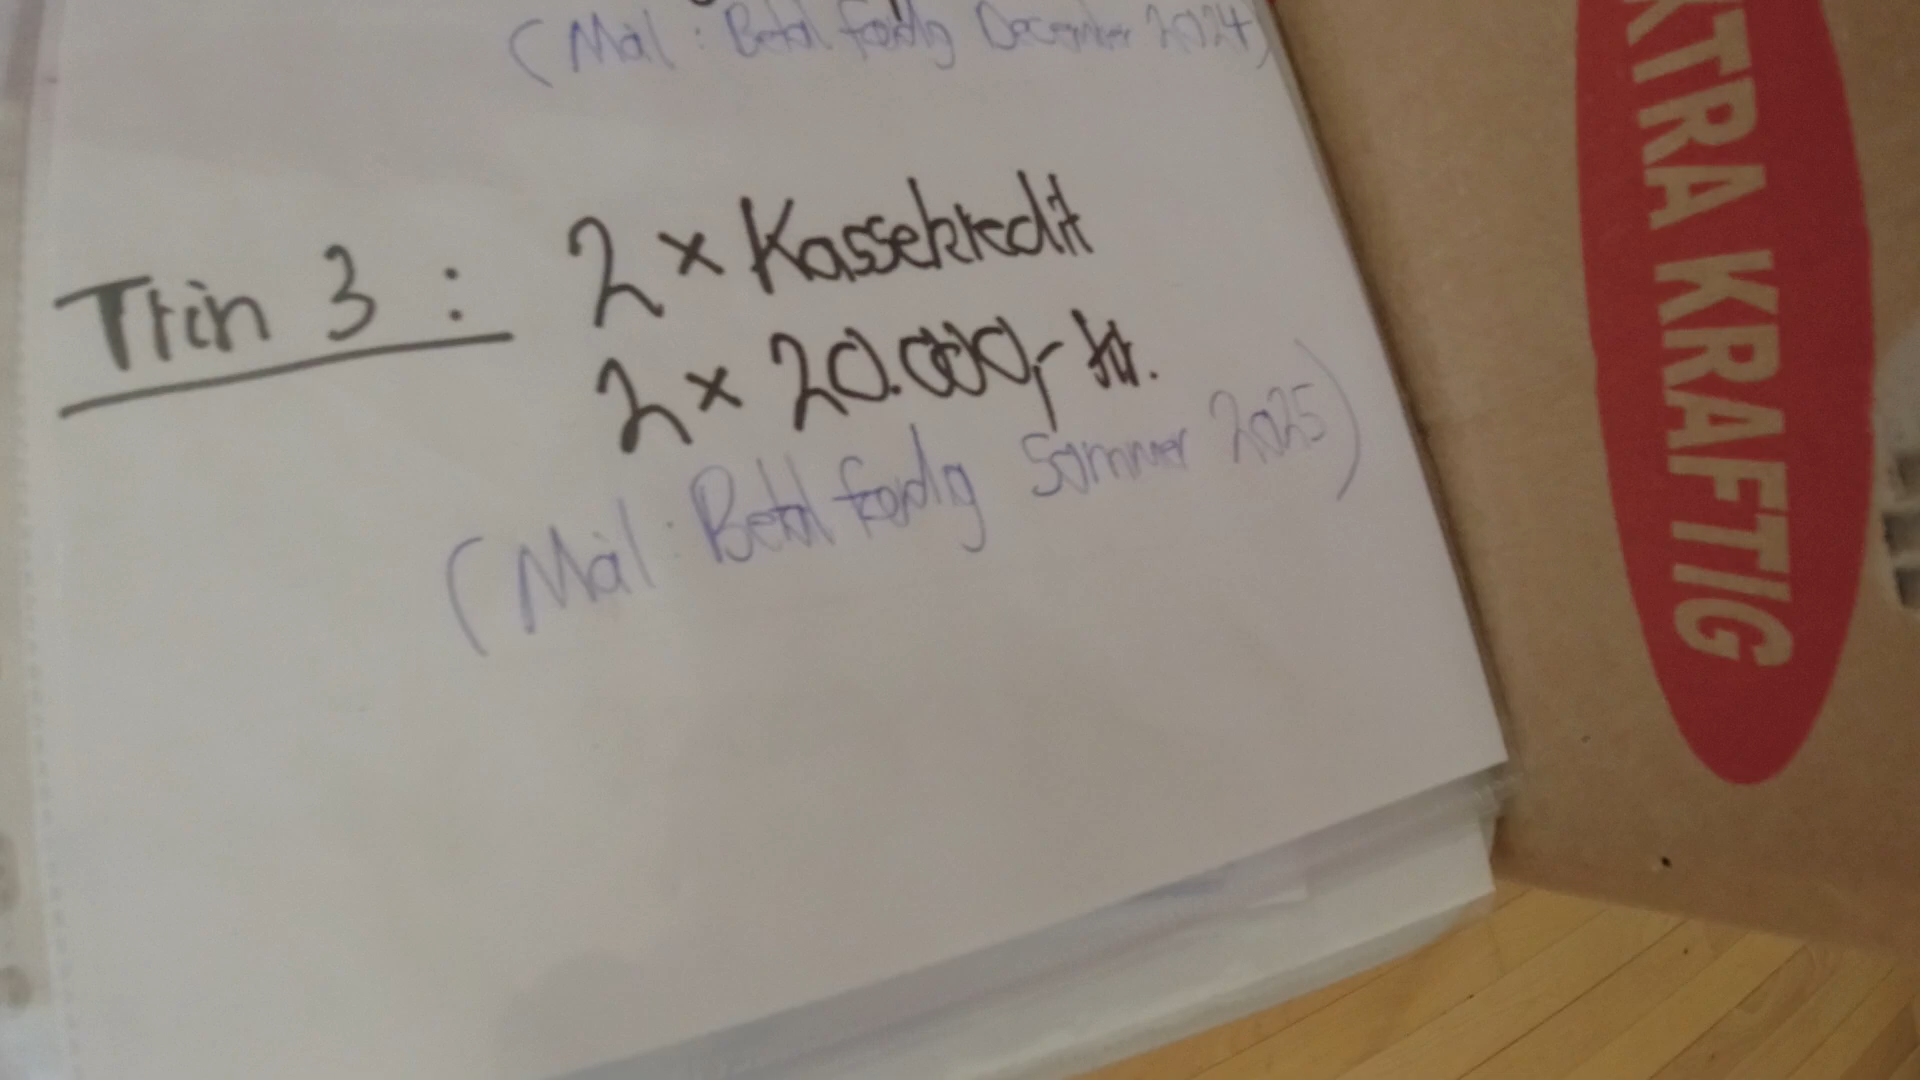 (Mål: Betal færdig December 2024)
Trin 3: 2 x Kassekredit
2 x 20.000,- kr.
(Mål: Betal færdig Sommer 2025)
XTRA KRAFTIG